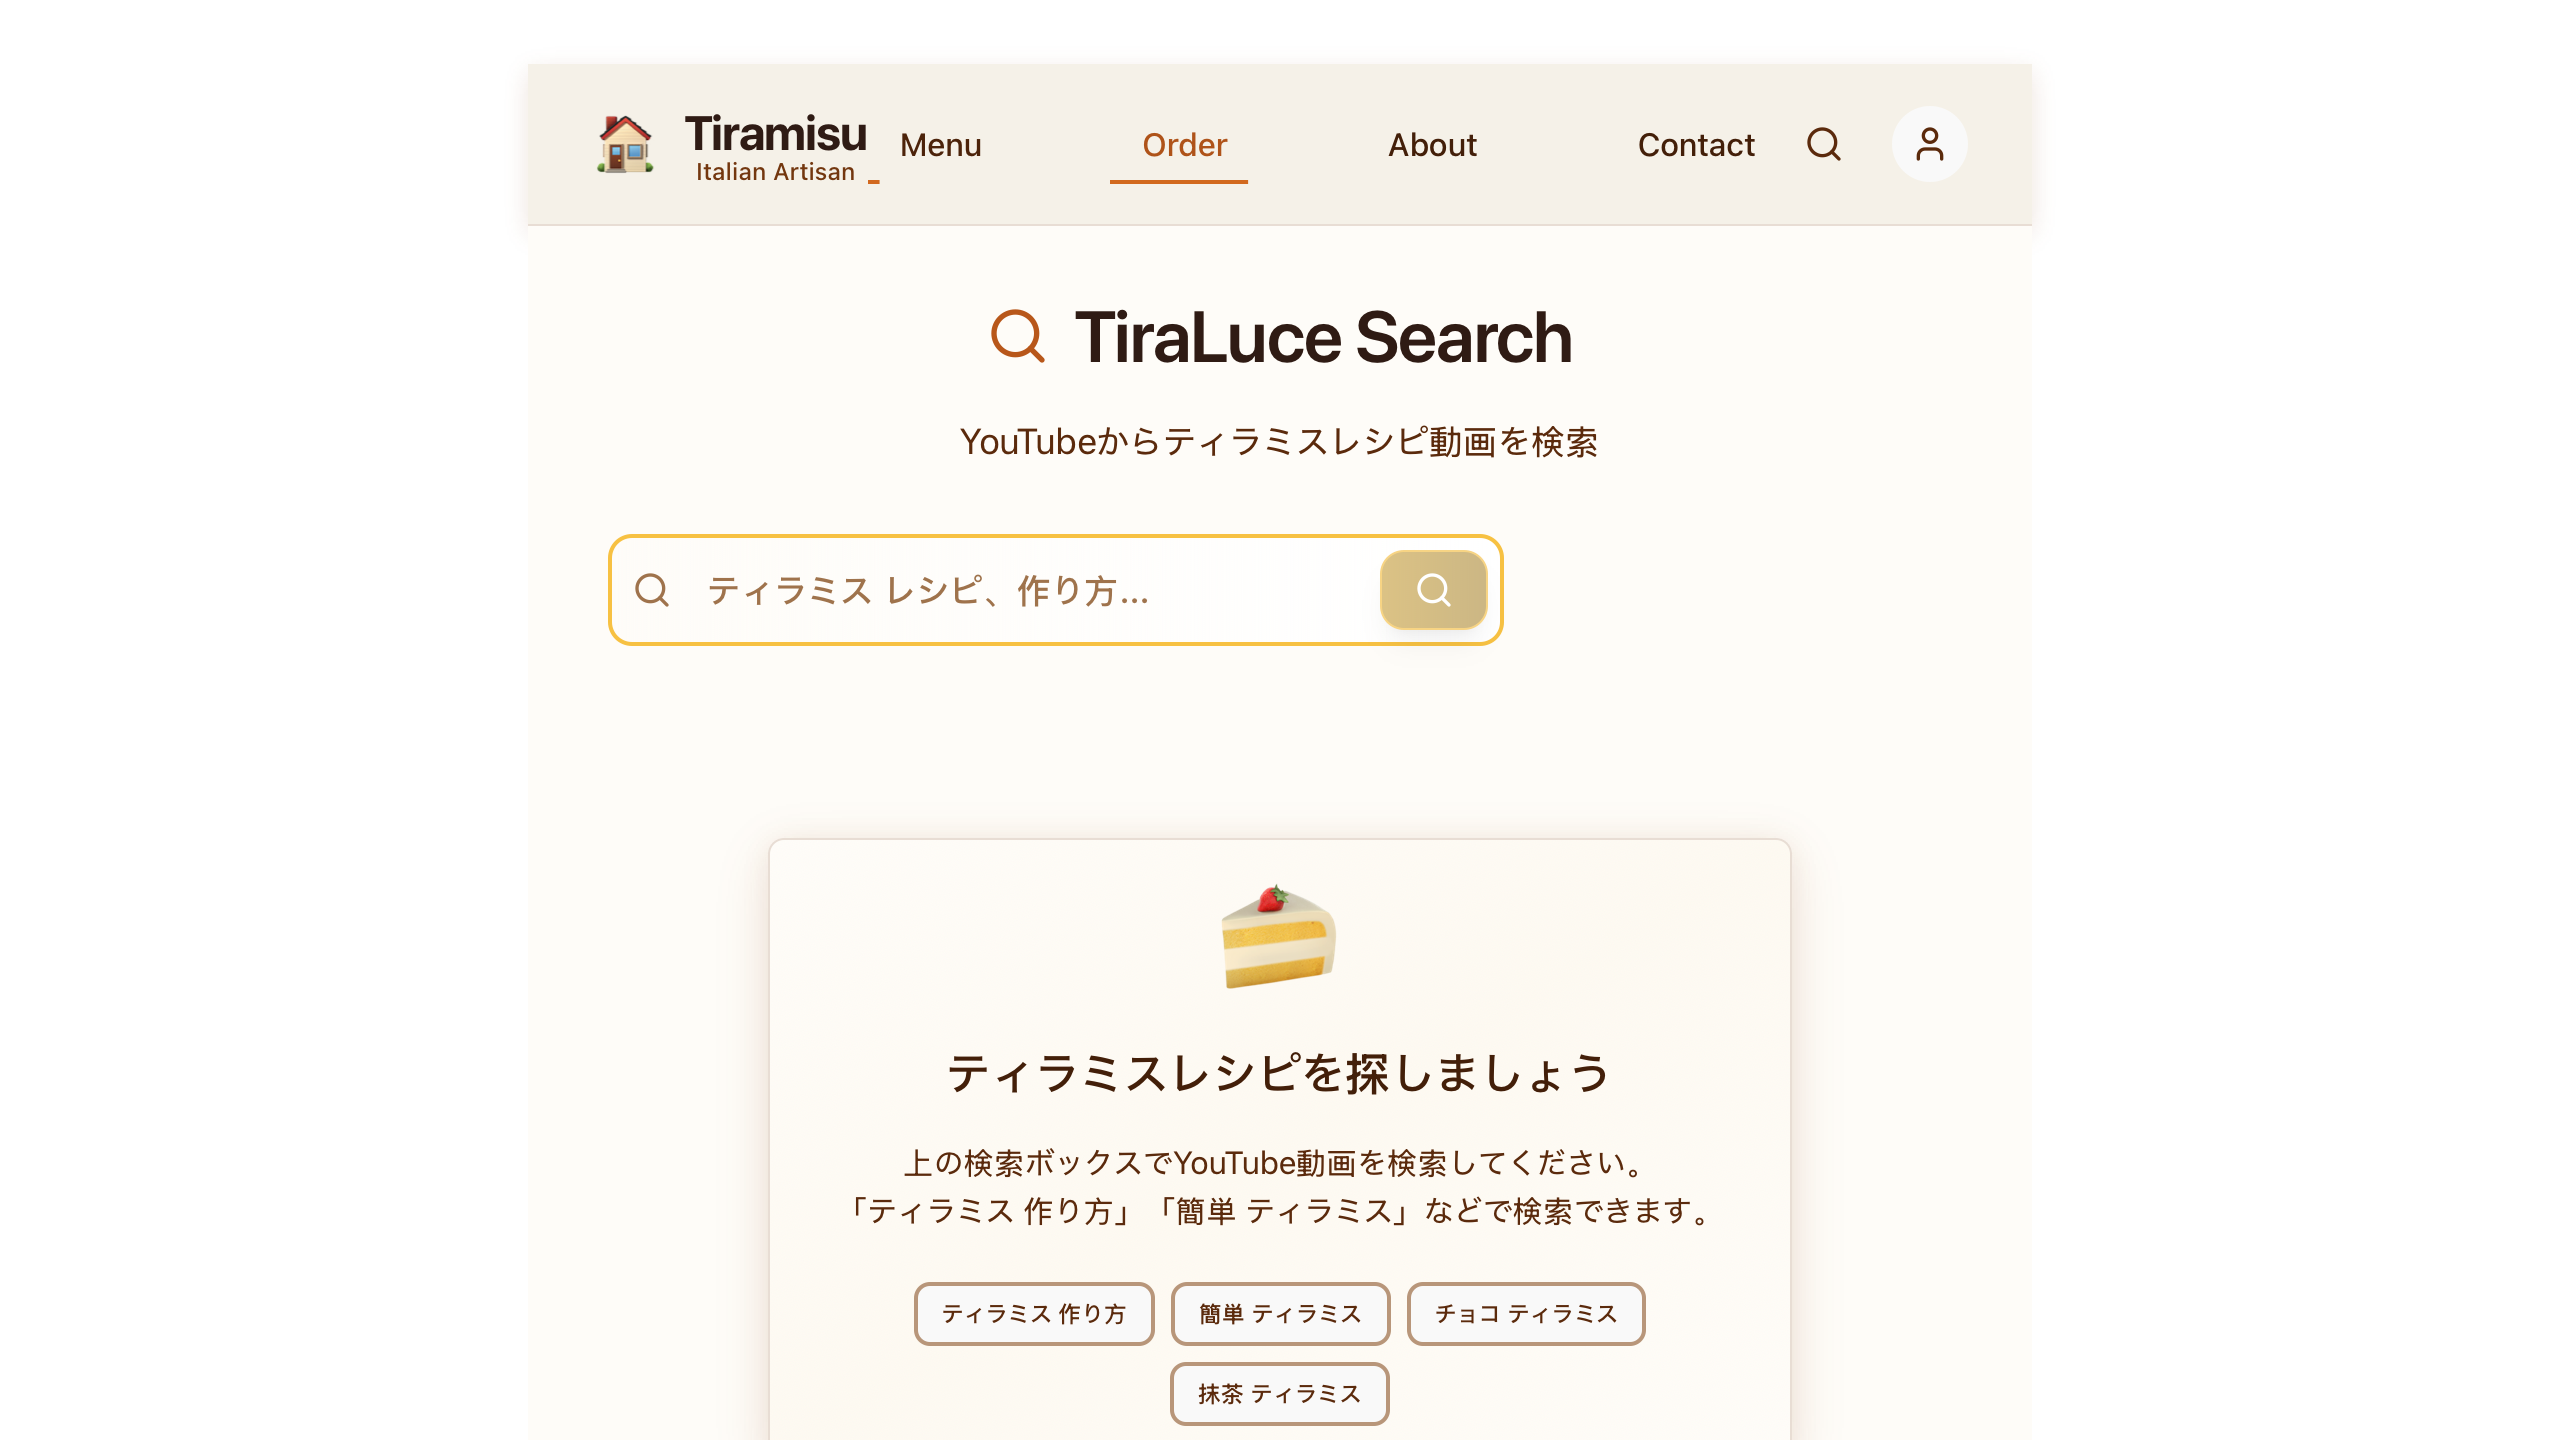 Tiramisu
Italian Artisan
Menu
Order
About
Contact
TiraLuce Search
YouTubeからティラミスレシピ動画を検索
ティラミス レシピ、作り方...
ティラミスレシピを探しましょう
上の検索ボックスでYouTube動画を検索してください。
「ティラミス 作り方」「簡単 ティラミス」などで検索できます。
ティラミス 作り方
簡単 ティラミス
チョコ ティラミス
抹茶 ティラミス